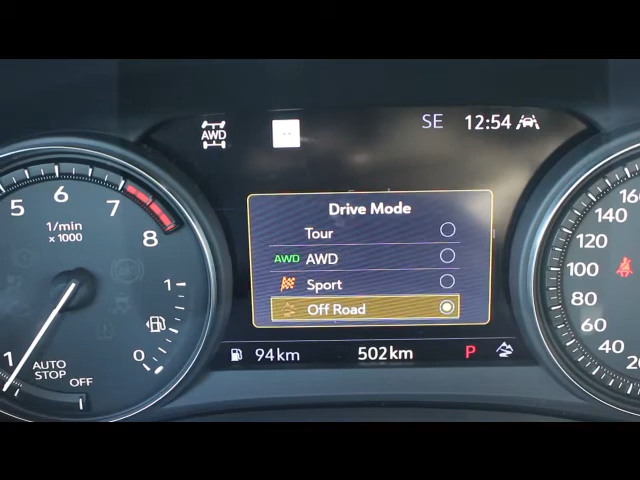 AWD
--
SE
12:54
Drive Mode
Tour
AWD AWD
Sport
Off Road
94km
502km
P
1/min
x 1000
5
6
7
8
1
AUTO
STOP
OFF
1
0
160
140
120
100
80
60
40